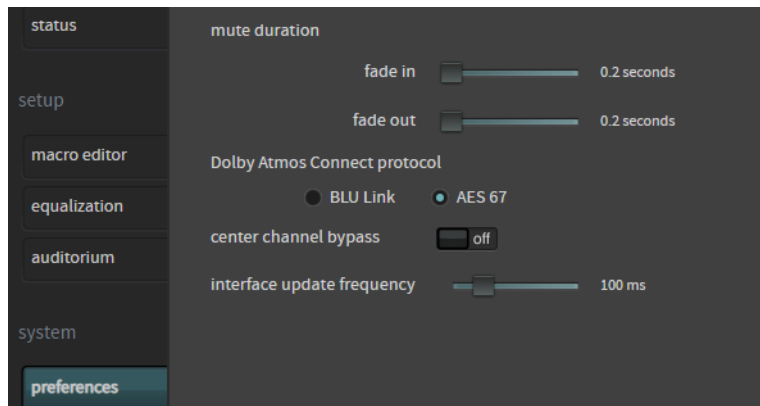 status
setup
macro editor
equalization
auditorium
system
preferences
mute duration
fade in 0.2 seconds
fade out 0.2 seconds
Dolby Atmos Connect protocol
BLU Link AES 67
center channel bypass off
interface update frequency 100 ms